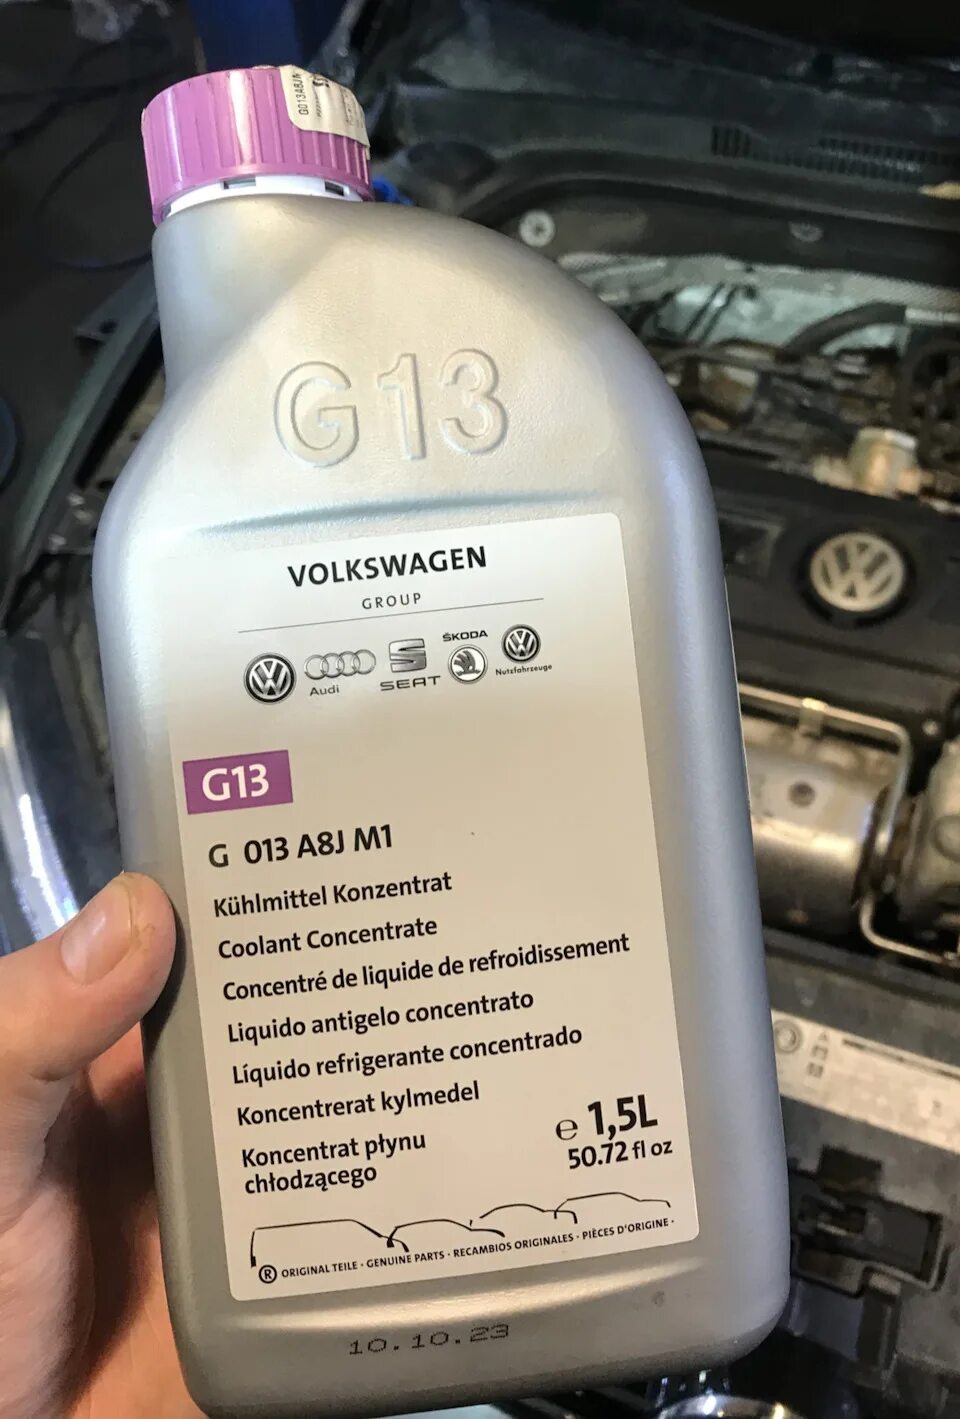 G013A8JM
G13
VOLKSWAGEN
GROUP
Audi
SEAT
ŠKODA
Nutzfahrzeuge
G13
G 013 A8J M1
Kühlmittel Konzentrat
Coolant Concentrate
Concentré de liquide de refroidissement
Liquido antigelo concentrato
Líquido refrigerante concentrado
Koncentrerat kylmedel
Koncentrat płynu
chłodzącego
e 1,5L
50.72 fl oz
® ORIGINAL TEILE · GENUINE PARTS · RECAMBIOS ORIGINALES · PIÈCES D'ORIGINE ·
10.10.23